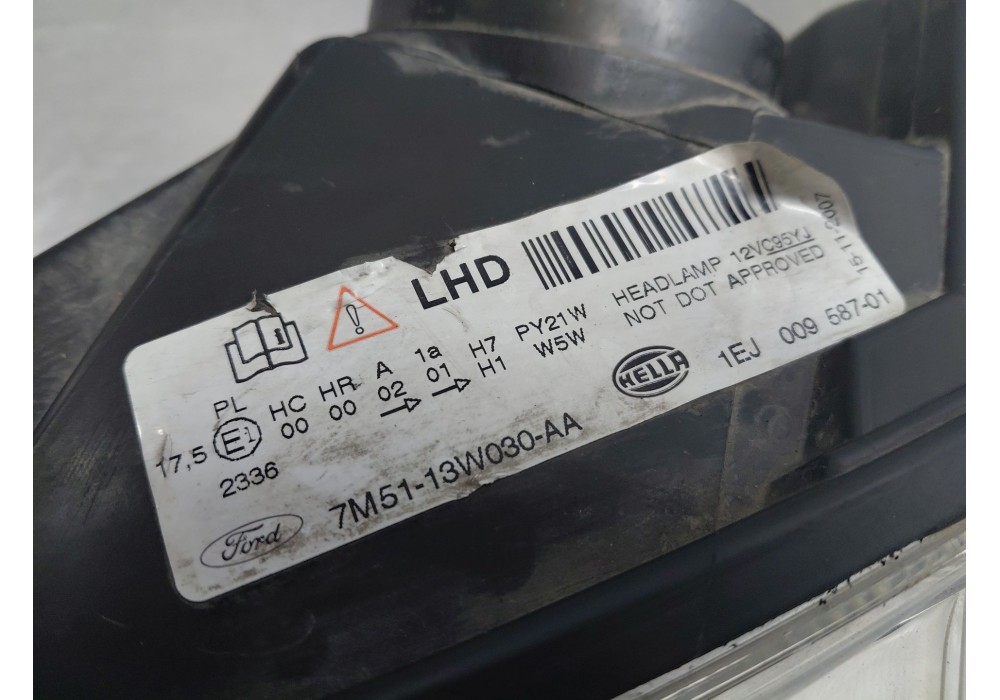 LHD
HEADLAMP 12VC95YJ
NOT DOT APPROVED
15-11-2007
PL HC HR A 1a H7 PY21W
17,5 E1 00 00 02 01 H1 W5W
2336
HELLA 1EJ 009 587-01
Ford 7M51-13W030-AA